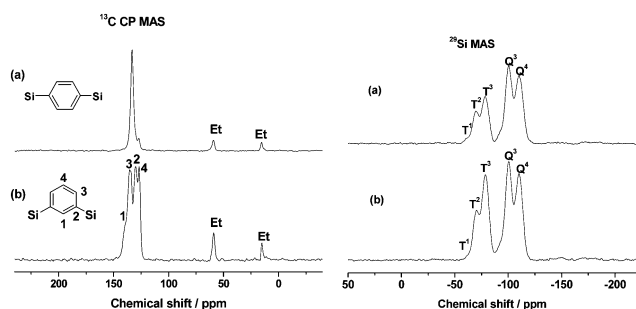 ¹³C CP MAS
(a)
Si Si
Et Et
(b)
4
3
Si Si
2
1
1 3 2 4
Et Et
200 150 100 50 0
Chemical shift / ppm
²⁹Si MAS
(a)
T¹ T² T³ Q³ Q⁴
(b)
T¹ T² T³ Q³ Q⁴
50 0 -50 -100 -150 -200
Chemical shift / ppm